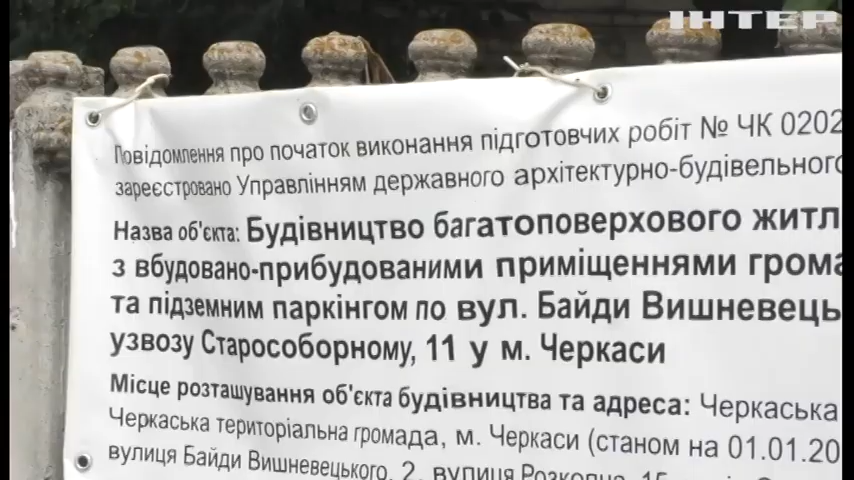 ІНТЕР
Повідомлення про початок виконання підготовчих робіт № ЧК 0202
зареєстровано Управлінням державного архітектурно-будівельного
Назва об'єкта: Будівництво багатоповерхового житл
з вбудовано-прибудованими приміщеннями грома
та підземним паркінгом по вул. Байди Вишневець
узвозу Старособорному, 11 у м. Черкаси
Місце розташування об'єкта будівництва та адреса: Черкаська
Черкаська територіальна громада, м. Черкаси (станом на 01.01.20
вулиця Байди Вишневецького, 2, вулиця